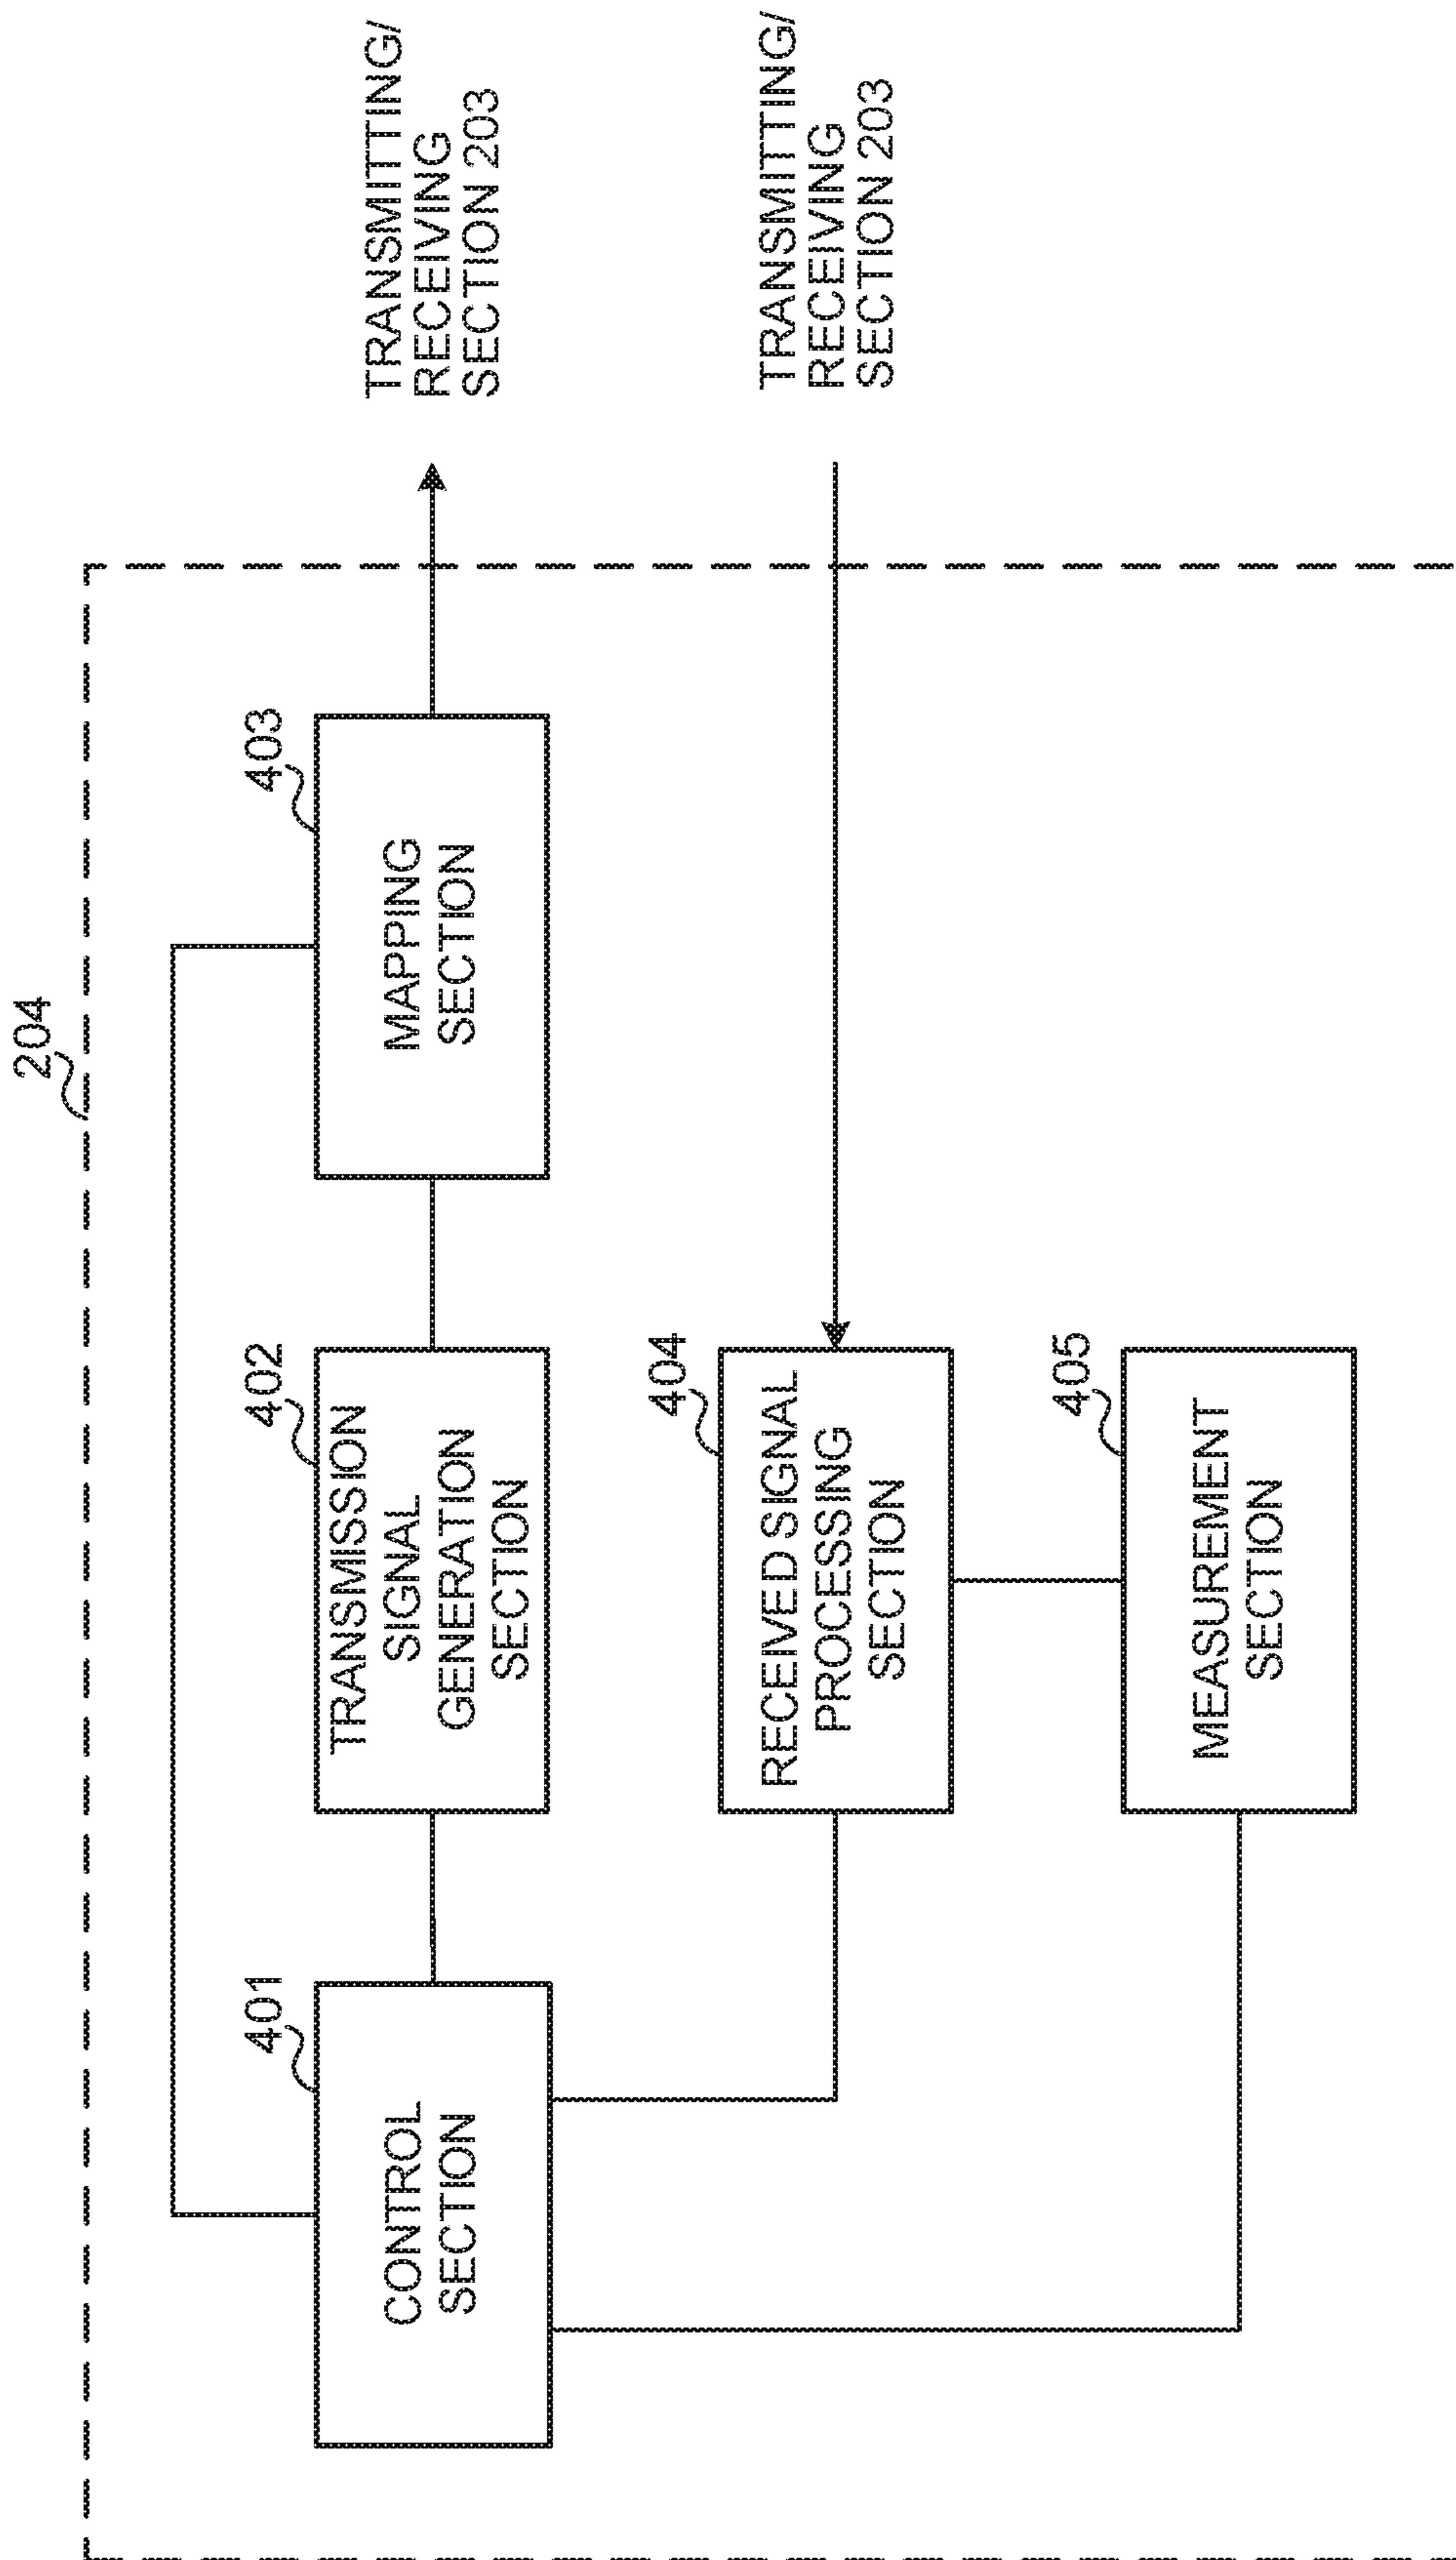 204
401
CONTROL
SECTION
402
TRANSMISSION
SIGNAL
GENERATION
SECTION
403
MAPPING
SECTION
TRANSMITTING/
RECEIVING
SECTION 203
404
RECEIVED SIGNAL
PROCESSING
SECTION
TRANSMITTING/
RECEIVING
SECTION 203
405
MEASUREMENT
SECTION